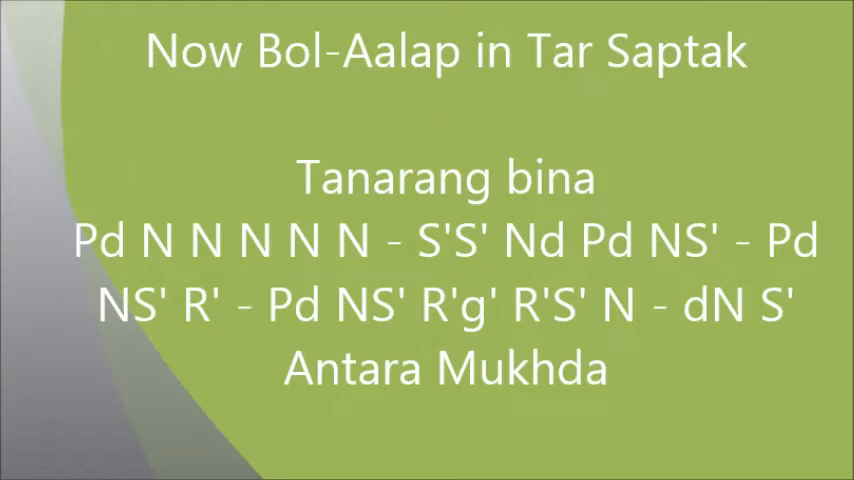 Now Bol-Aalap in Tar Saptak
Tanarang bina
Pd N N N N N - S'S' Nd Pd NS' - Pd
NS' R' - Pd NS' R'g' R'S' N - dN S'
Antara Mukhda